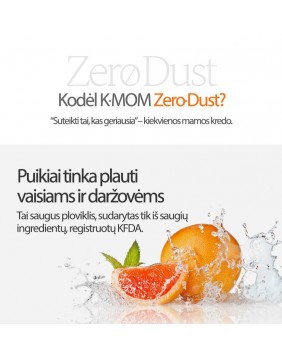 ZeroDust
Kodėl K·MOM Zero·Dust?
“Suteikti tai, kas geriausia” – kiekvienos mamos kredo.
Puikiai tinka plauti
vaisiams ir daržovėms
Tai saugus ploviklis, sudarytas tik iš saugių
ingredientų, registruotų KFDA.